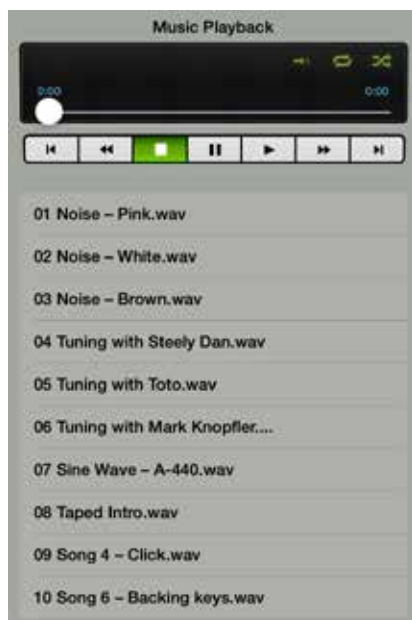 Music Playback
0:00 0:00
01 Noise – Pink.wav
02 Noise – White.wav
03 Noise – Brown.wav
04 Tuning with Steely Dan.wav
05 Tuning with Toto.wav
06 Tuning with Mark Knopfler....
07 Sine Wave – A-440.wav
08 Taped Intro.wav
09 Song 4 – Click.wav
10 Song 6 – Backing keys.wav